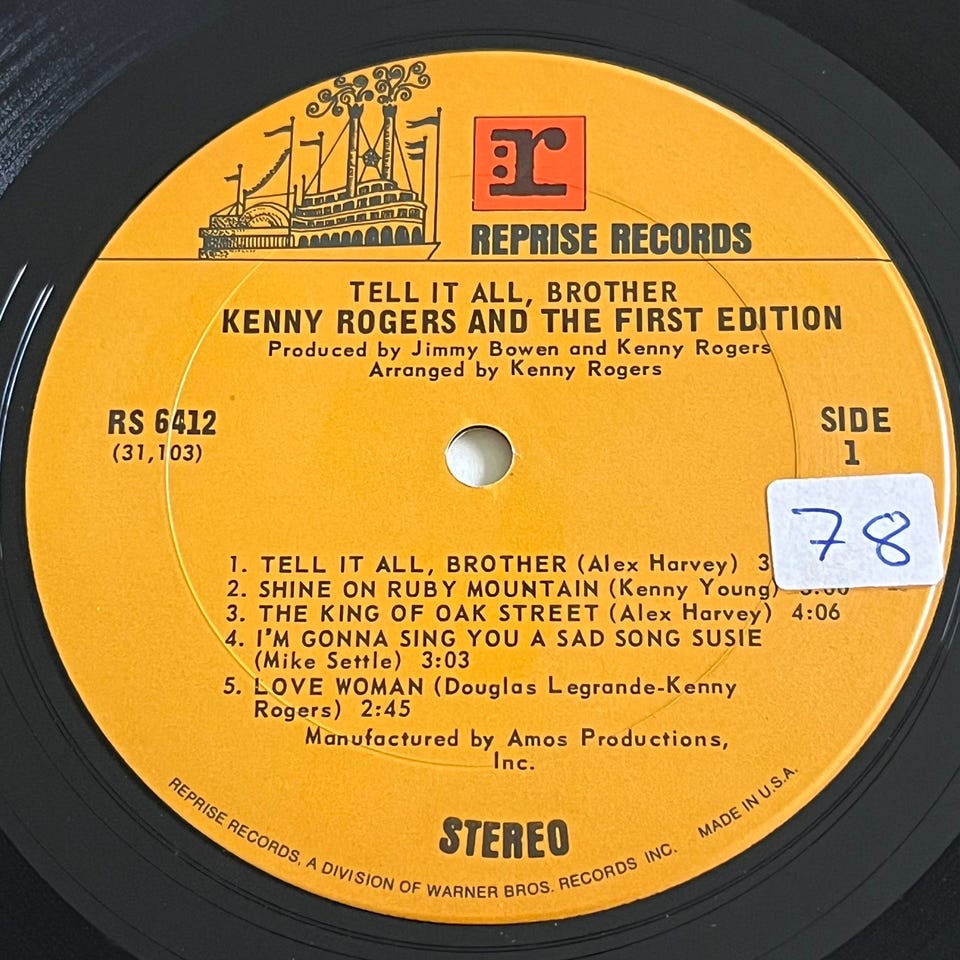 r
REPRISE RECORDS
TELL IT ALL, BROTHER
KENNY ROGERS AND THE FIRST EDITION
Produced by Jimmy Bowen and Kenny Rogers
Arranged by Kenny Rogers
RS 6412
(31,103)
SIDE
1
78
1. TELL IT ALL, BROTHER (Alex Harvey) 3
2. SHINE ON RUBY MOUNTAIN (Kenny Young)
3. THE KING OF OAK STREET (Alex Harvey) 4:06
4. I'M GONNA SING YOU A SAD SONG SUSIE
(Mike Settle) 3:03
5. LOVE WOMAN (Douglas Legrande-Kenny
Rogers) 2:45
Manufactured by Amos Productions,
Inc.
STEREO
REPRISE RECORDS, A DIVISION OF WARNER BROS. RECORDS INC. MADE IN U.S.A.